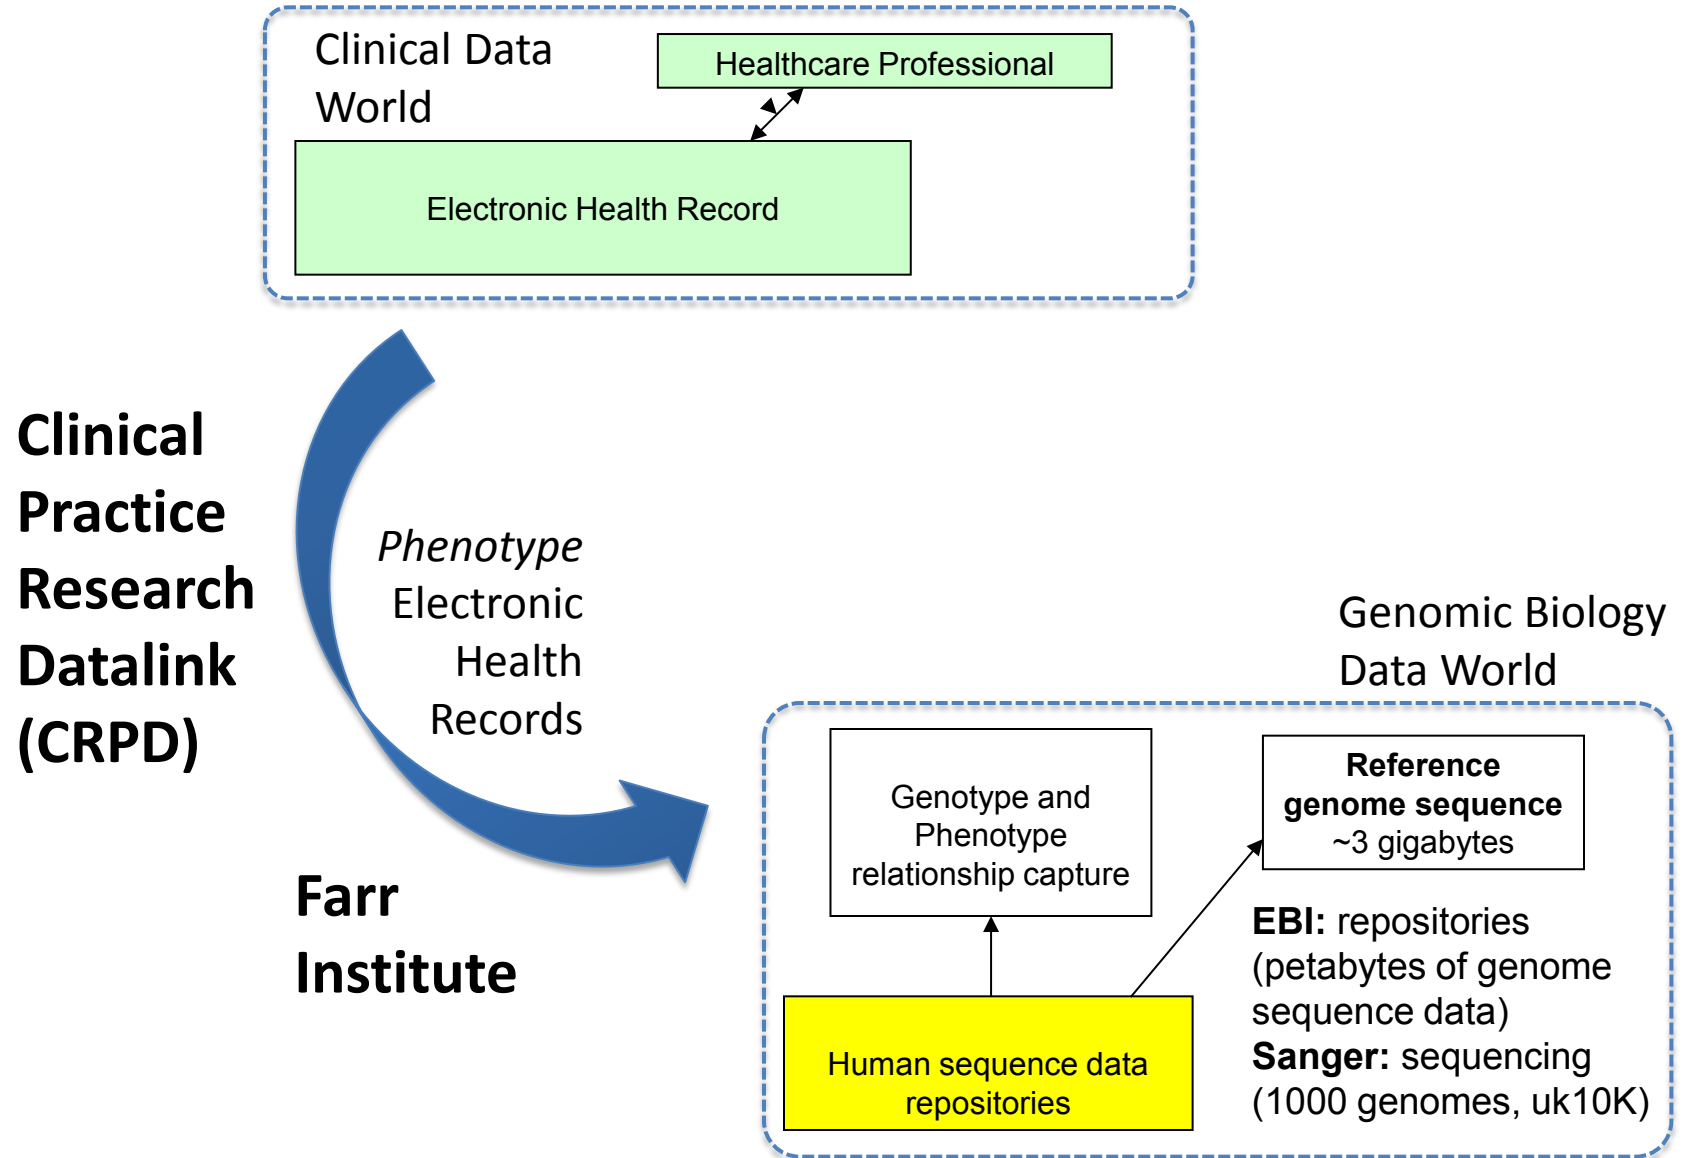 Clinical Data
World
Healthcare Professional
Electronic Health Record
Clinical
Practice
Research
Datalink
(CRPD)
Phenotype
Electronic
Health
Records
Farr
Institute
Genomic Biology
Data World
Genotype and
Phenotype
relationship capture
Reference
genome sequence
~3 gigabytes
EBI: repositories
(petabytes of genome
sequence data)
Sanger: sequencing
(1000 genomes, uk10K)
Human sequence data
repositories